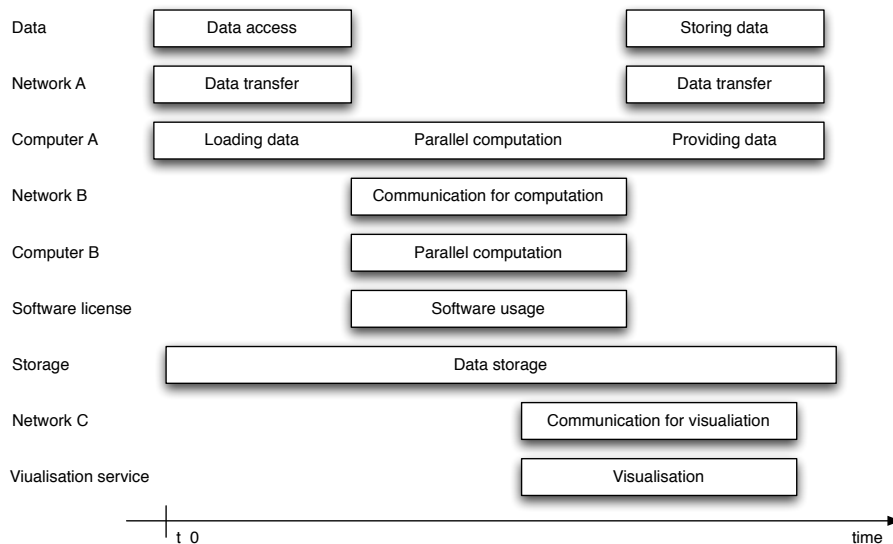 Data Data access Storing data
Network A Data transfer Data transfer
Computer A Loading data Parallel computation Providing data
Network B Communication for computation
Computer B Parallel computation
Software license Software usage
Storage Data storage
Network C Communication for visualiation
Viualisation service Visualisation
t_0 time